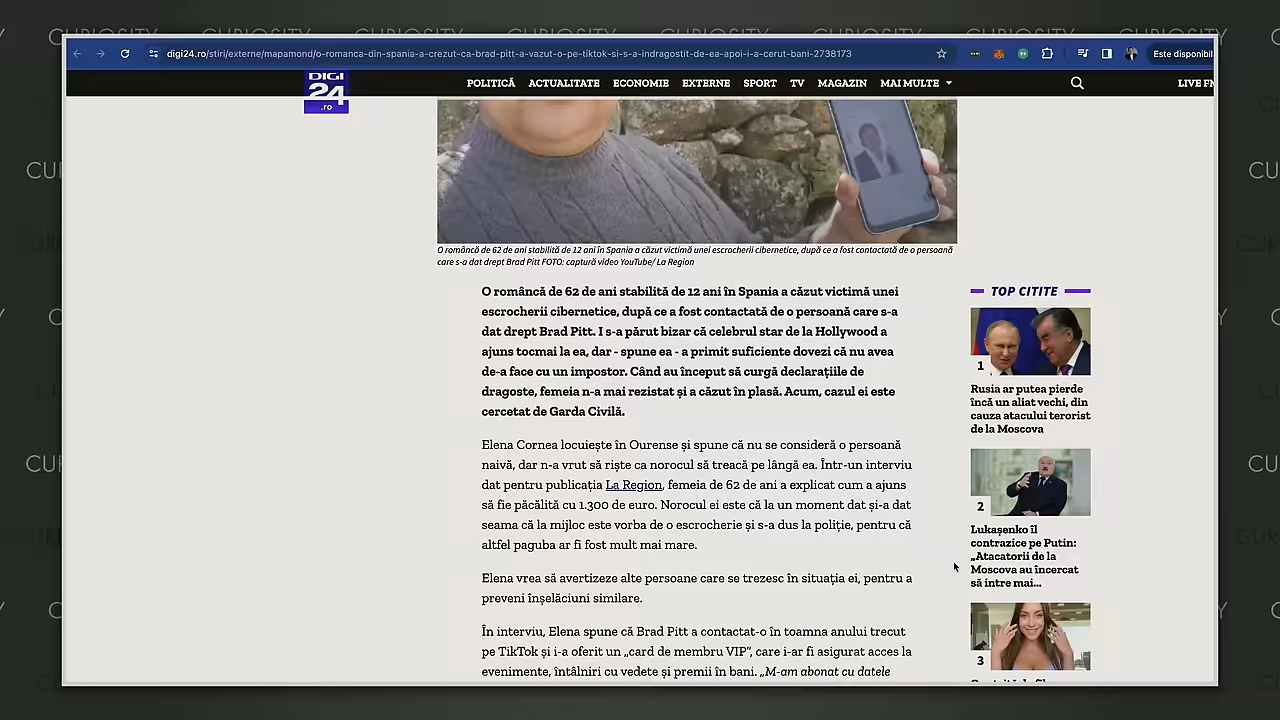 CURIOSITY CURIOSITY CURIOSITY CURIOSITY CURIOSITY CURIOSITY
digi24.ro/stiri/externe/mapamond/o-romanca-din-spania-a-crezut-ca-brad-pitt-a-vazut-o-pe-tiktok-si-s-a-indragostit-de-ea-apoi-i-a-cerut-bani-2738173
Este disponibil
DIGI
24
.ro
POLITICĂ ACTUALITATE ECONOMIE EXTERNE SPORT TV MAGAZIN MAI MULTE
LIVE F
O româncă de 62 de ani stabilită de 12 ani în Spania a căzut victimă unei escrocherii cibernetice, după ce a fost contactată de o persoană
care s-a dat drept Brad Pitt FOTO: captură video YouTube/ La Region
O româncă de 62 de ani stabilită de 12 ani în Spania a căzut victimă unei
escrocherii cibernetice, după ce a fost contactată de o persoană care s-a
dat drept Brad Pitt. I s-a părut bizar că celebrul star de la Hollywood a
ajuns tocmai la ea, dar - spune ea - a primit suficiente dovezi că nu avea
de-a face cu un impostor. Când au început să curgă declarațiile de
dragoste, femeia n-a mai rezistat și a căzut în plasă. Acum, cazul ei este
cercetat de Garda Civilă.
Elena Cornea locuiește în Ourense și spune că nu se consideră o persoană
naivă, dar n-a vrut să riște ca norocul să treacă pe lângă ea. Într-un interviu
dat pentru publicația La Region, femeia de 62 de ani a explicat cum a ajuns
să fie păcălită cu 1.300 de euro. Norocul ei este că la un moment dat și-a dat
seama că la mijloc este vorba de o escrocherie și s-a dus la poliție, pentru că
altfel paguba ar fi fost mult mai mare.
Elena vrea să avertizeze alte persoane care se trezesc în situația ei, pentru a
preveni înșelăciuni similare.
În interviu, Elena spune că Brad Pitt a contactat-o în toamna anului trecut
pe TikTok și i-a oferit un „card de membru VIP”, care i-ar fi asigurat acces la
evenimente, întâlniri cu vedete și premii în bani. „M-am abonat cu datele
TOP CITITE
1
Rusia ar putea pierde
încă un aliat vechi, din
cauza atacului terorist
de la Moscova
2
Lukașenko îl
contrazice pe Putin:
„Atacatorii de la
Moscova au încercat
să intre mai...
3